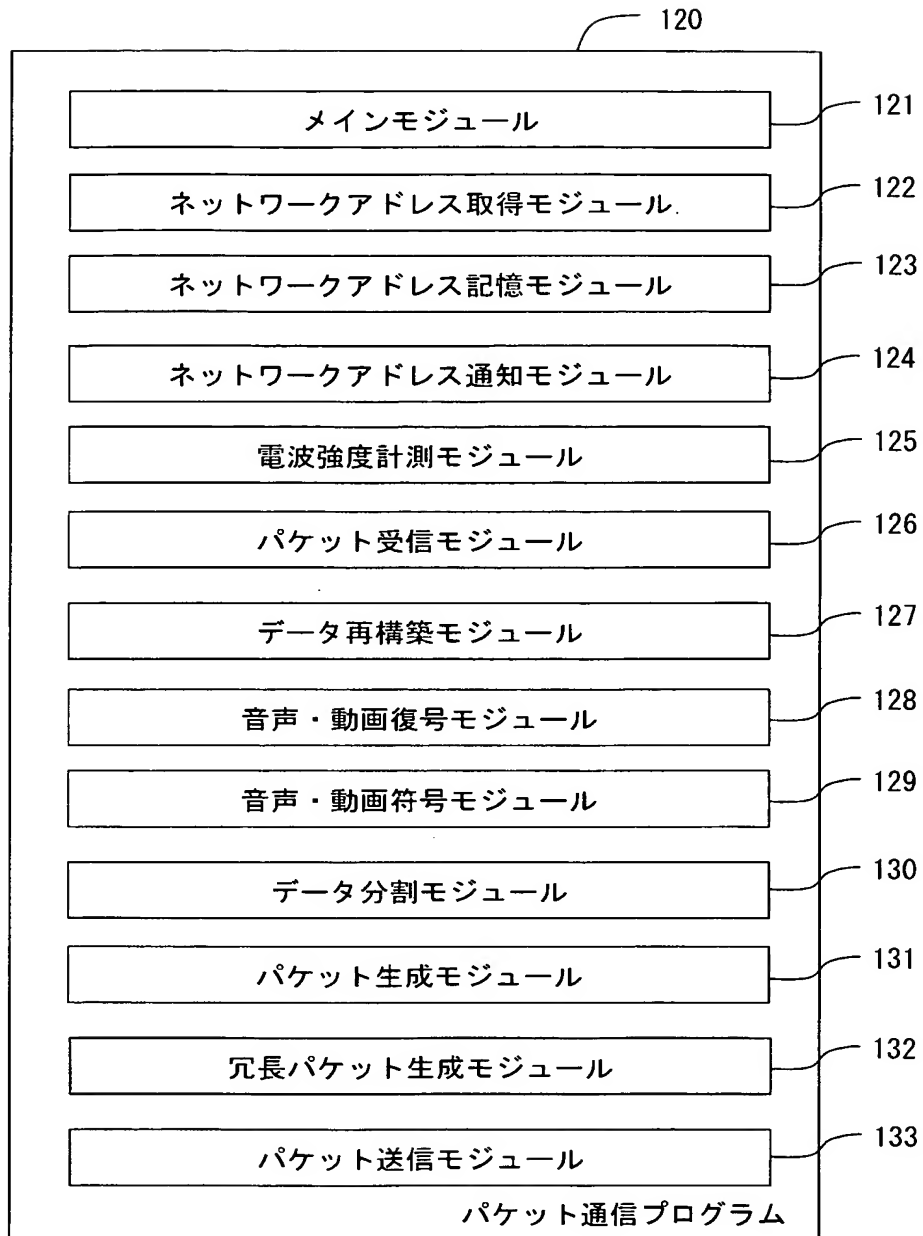 120
メインモジュール 121
ネットワークアドレス取得モジュール 122
ネットワークアドレス記憶モジュール 123
ネットワークアドレス通知モジュール 124
電波強度計測モジュール 125
パケット受信モジュール 126
データ再構築モジュール 127
音声・動画復号モジュール 128
音声・動画符号モジュール 129
データ分割モジュール 130
パケット生成モジュール 131
冗長パケット生成モジュール 132
パケット送信モジュール 133
パケット通信プログラム